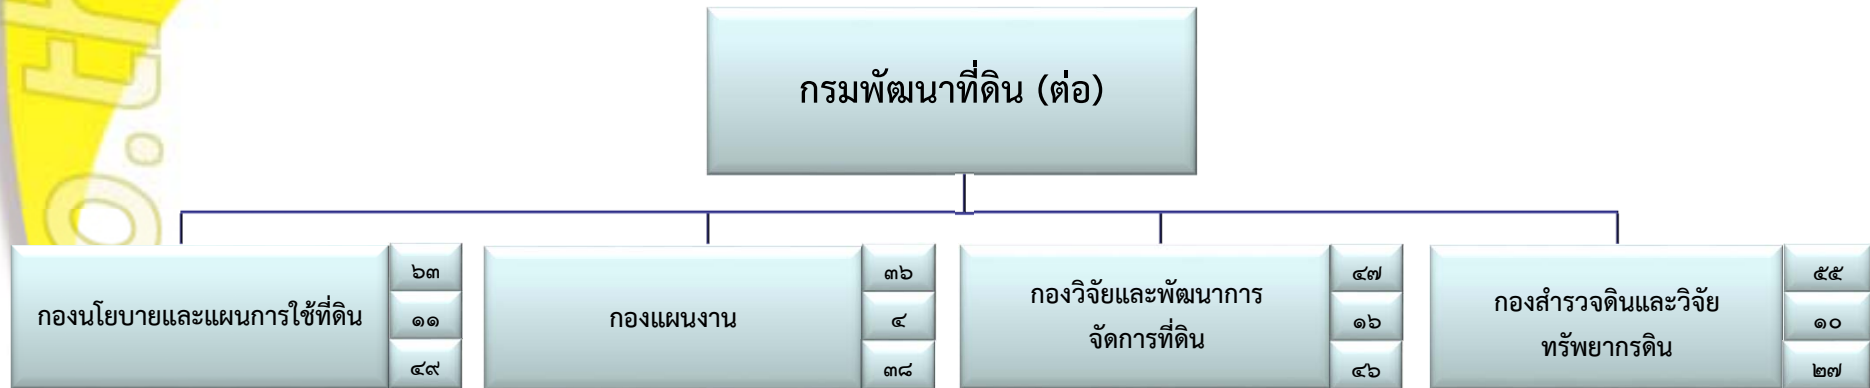 กรมพัฒนาที่ดิน (ต่อ)
กองนโยบายและแผนการใช้ที่ดิน
๖๓
๑๑
๔๙
กองแผนงาน
๓๖
๔
๓๘
กองวิจัยและพัฒนาการ
จัดการที่ดิน
๔๗
๑๖
๔๖
กองสำรวจดินและวิจัย
ทรัพยากรดิน
๕๕
๑๐
๒๗